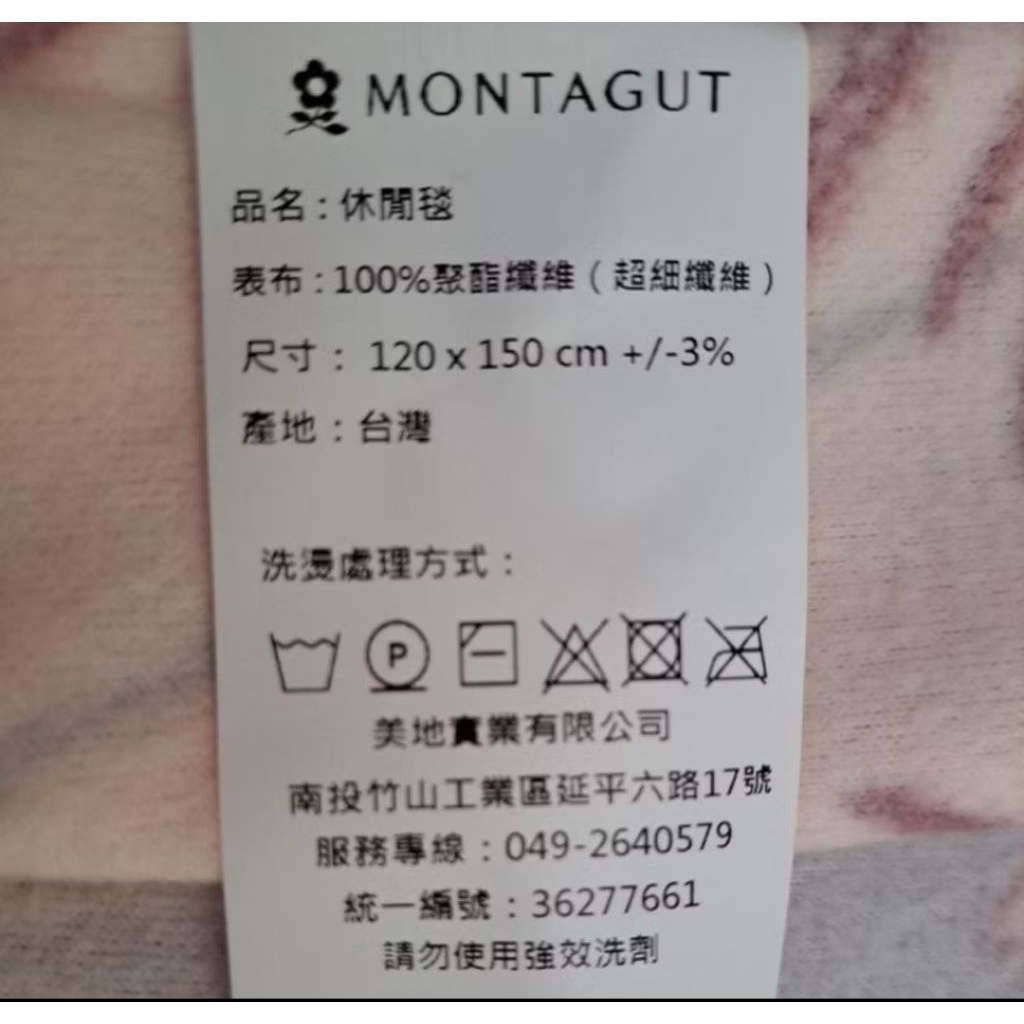 MONTAGUT
品名：休閒毯
表布：100%聚酯纖維（超細纖維）
尺寸： 120 x 150 cm +/-3%
產地：台灣
洗燙處理方式：
P
美地實業有限公司
南投竹山工業區延平六路17號
服務專線：049-2640579
統一編號：36277661
請勿使用強效洗劑